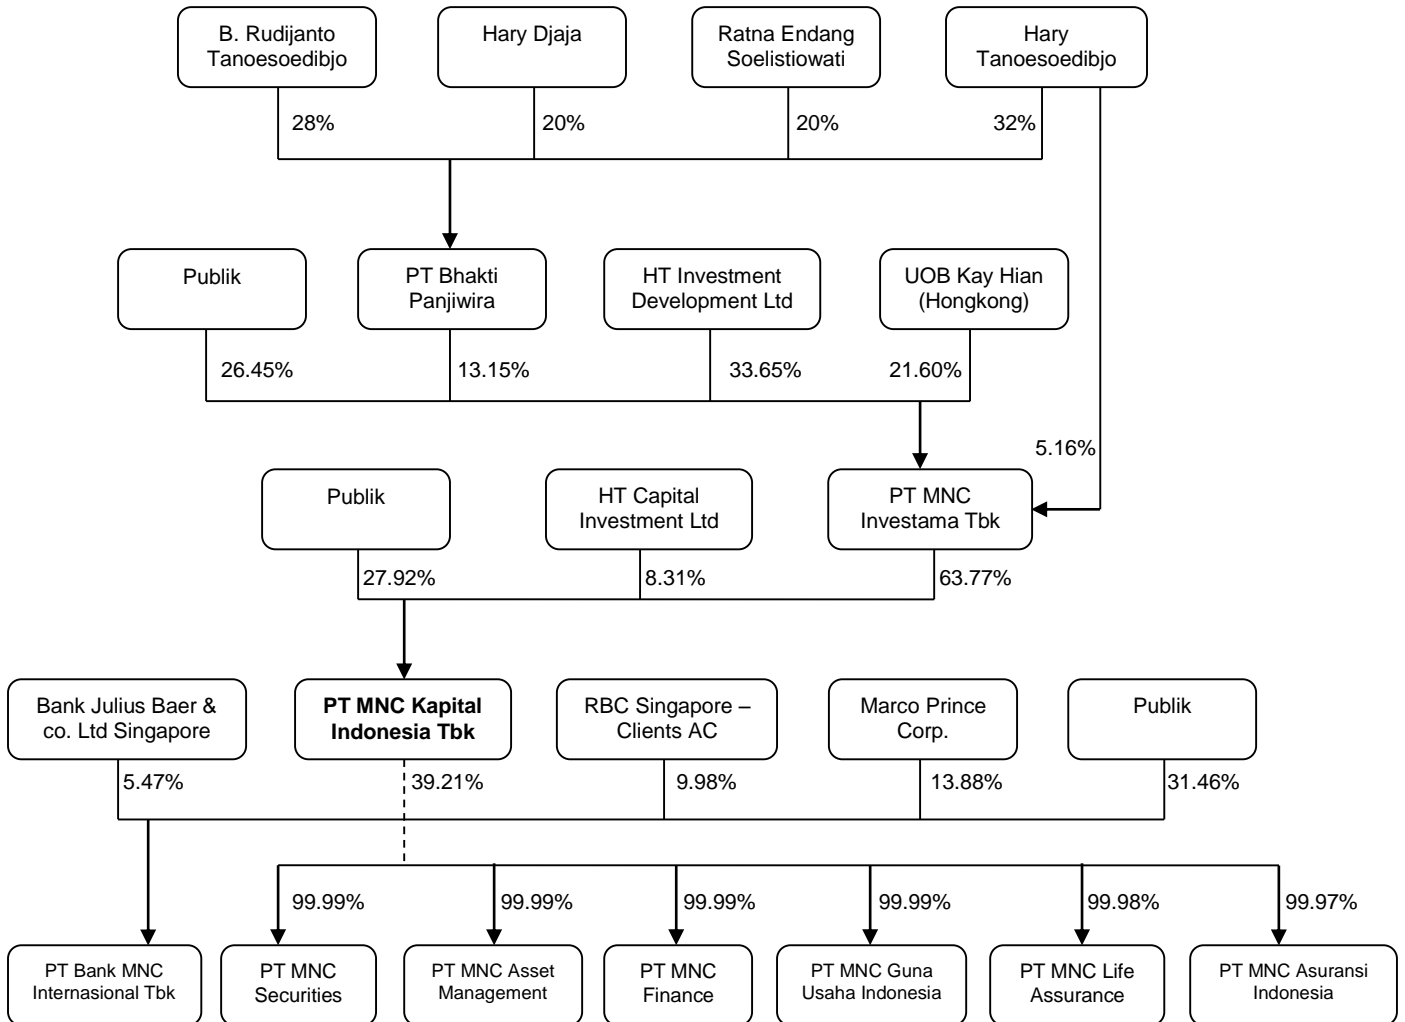 B. Rudijanto
Tanoesoedibjo
Hary Djaja
Ratna Endang
Soelistiowati
Hary
Tanoesoedibjo
28%
20%
20%
32%
Publik
PT Bhakti
Panjiwira
HT Investment
Development Ltd
UOB Kay Hian
(Hongkong)
26.45%
13.15%
33.65%
21.60%
5.16%
Publik
HT Capital
Investment Ltd
PT MNC
Investama Tbk
27.92%
8.31%
63.77%
Bank Julius Baer &
co. Ltd Singapore
PT MNC Kapital
Indonesia Tbk
RBC Singapore –
Clients AC
Marco Prince
Corp.
Publik
5.47%
39.21%
9.98%
13.88%
31.46%
99.99%
99.99%
99.99%
99.99%
99.98%
99.97%
PT Bank MNC
Internasional Tbk
PT MNC
Securities
PT MNC Asset
Management
PT MNC
Finance
PT MNC Guna
Usaha Indonesia
PT MNC Life
Assurance
PT MNC Asuransi
Indonesia